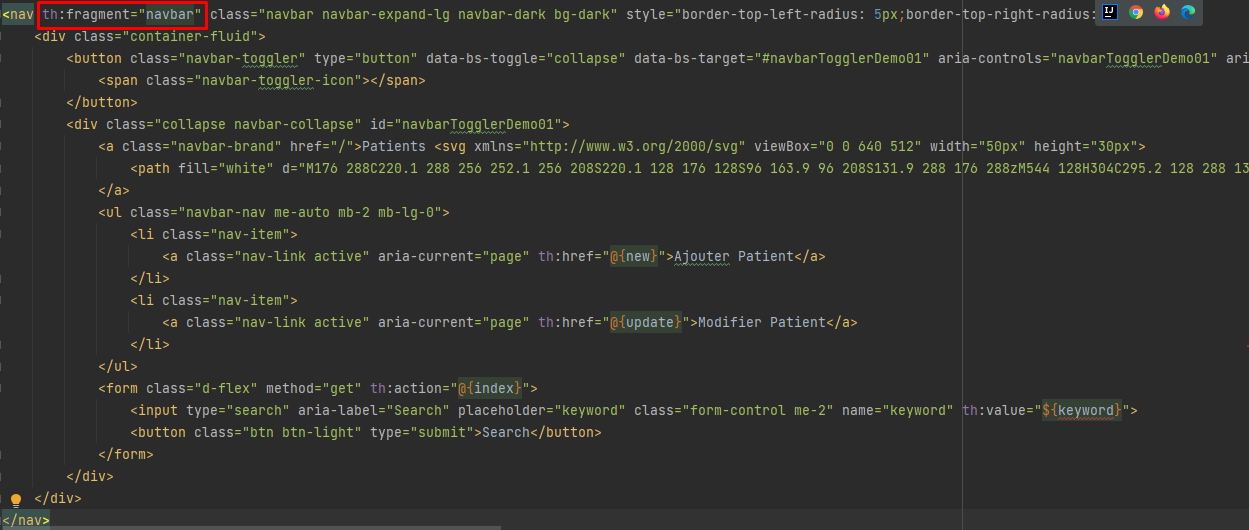 <nav th:fragment="navbar" class="navbar navbar-expand-lg navbar-dark bg-dark" style="border-top-left-radius: 5px;border-top-right-radius:
<div class="container-fluid">
<button class="navbar-toggler" type="button" data-bs-toggle="collapse" data-bs-target="#navbarTogglerDemo01" aria-controls="navbarTogglerDemo01" ari
<span class="navbar-toggler-icon"></span>
</button>
<div class="collapse navbar-collapse" id="navbarTogglerDemo01">
<a class="navbar-brand" href="/">Patients <svg xmlns="http://www.w3.org/2000/svg" viewBox="0 0 640 512" width="50px" height="30px">
<path fill="white" d="M176 288C220.1 288 256 252.1 256 208S220.1 128 176 128S96 163.9 96 208S131.9 288 176 288zM544 128H304C295.2 128 288 13
</a>
<ul class="navbar-nav me-auto mb-2 mb-lg-0">
<li class="nav-item">
<a class="nav-link active" aria-current="page" th:href="@{new}">Ajouter Patient</a>
</li>
<li class="nav-item">
<a class="nav-link active" aria-current="page" th:href="@{update}">Modifier Patient</a>
</li>
</ul>
<form class="d-flex" method="get" th:action="@{index}">
<input type="search" aria-label="Search" placeholder="keyword" class="form-control me-2" name="keyword" th:value="${keyword}">
<button class="btn btn-light" type="submit">Search</button>
</form>
</div>
</div>
</nav>